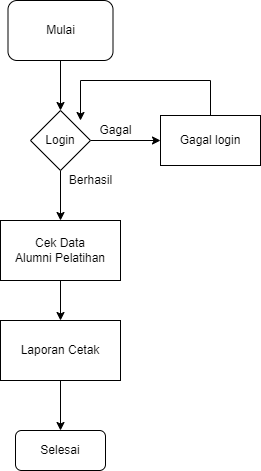 Mulai
Login
Gagal
Gagal login
Berhasil
Cek Data
Alumni Pelatihan
Laporan Cetak
Selesai